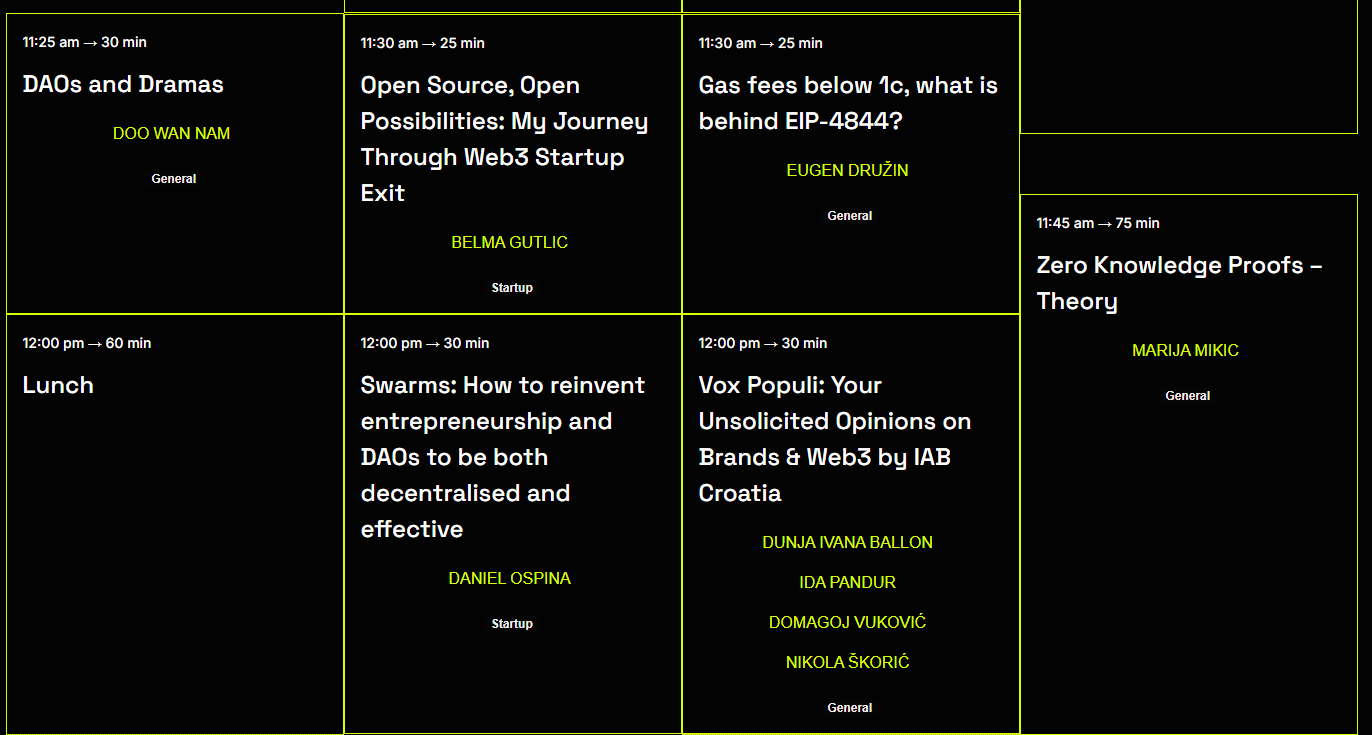 11:25 am → 30 min
DAOs and Dramas
DOO WAN NAM
General
11:30 am → 25 min
Open Source, Open
Possibilities: My Journey
Through Web3 Startup
Exit
BELMA GUTLIC
Startup
11:30 am → 25 min
Gas fees below 1c, what is
behind EIP-4844?
EUGEN DRUŽIN
General
11:45 am → 75 min
Zero Knowledge Proofs –
Theory
MARIJA MIKIC
General
12:00 pm → 60 min
Lunch
12:00 pm → 30 min
Swarms: How to reinvent
entrepreneurship and
DAOs to be both
decentralised and
effective
DANIEL OSPINA
Startup
12:00 pm → 30 min
Vox Populi: Your
Unsolicited Opinions on
Brands & Web3 by IAB
Croatia
DUNJA IVANA BALLON
IDA PANDUR
DOMAGOJ VUKOVIĆ
NIKOLA ŠKORIĆ
General